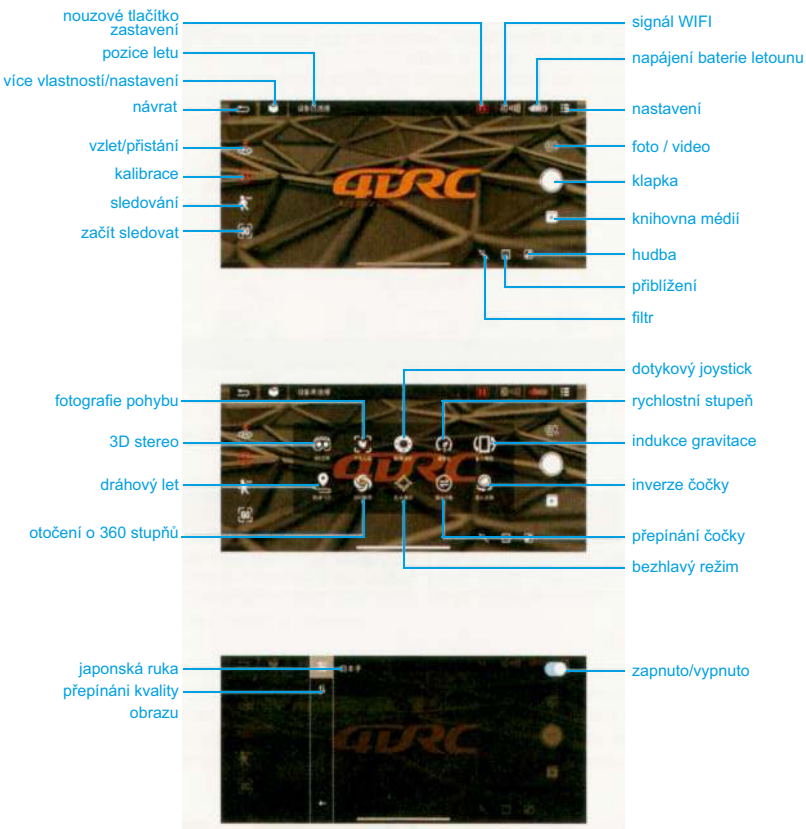 nouzové tlačítko
zastavení
pozice letu
více vlastností/nastavení
návrat
vzlet/přistání
kalibrace
sledování
začít sledovat
signál WIFI
napájení baterie letounu
nastavení
foto / video
klapka
knihovna médií
hudba
přiblížení
filtr
4DRC
fotografie pohybu
3D stereo
dráhový let
otočení o 360 stupňů
dotykový joystick
rychlostní stupeň
indukce gravitace
inverze čočky
přepínání čočky
bezhlavý režim
4DRC
japonská ruka
přepínáni kvality
obrazu
zapnuto/vypnuto
4DRC